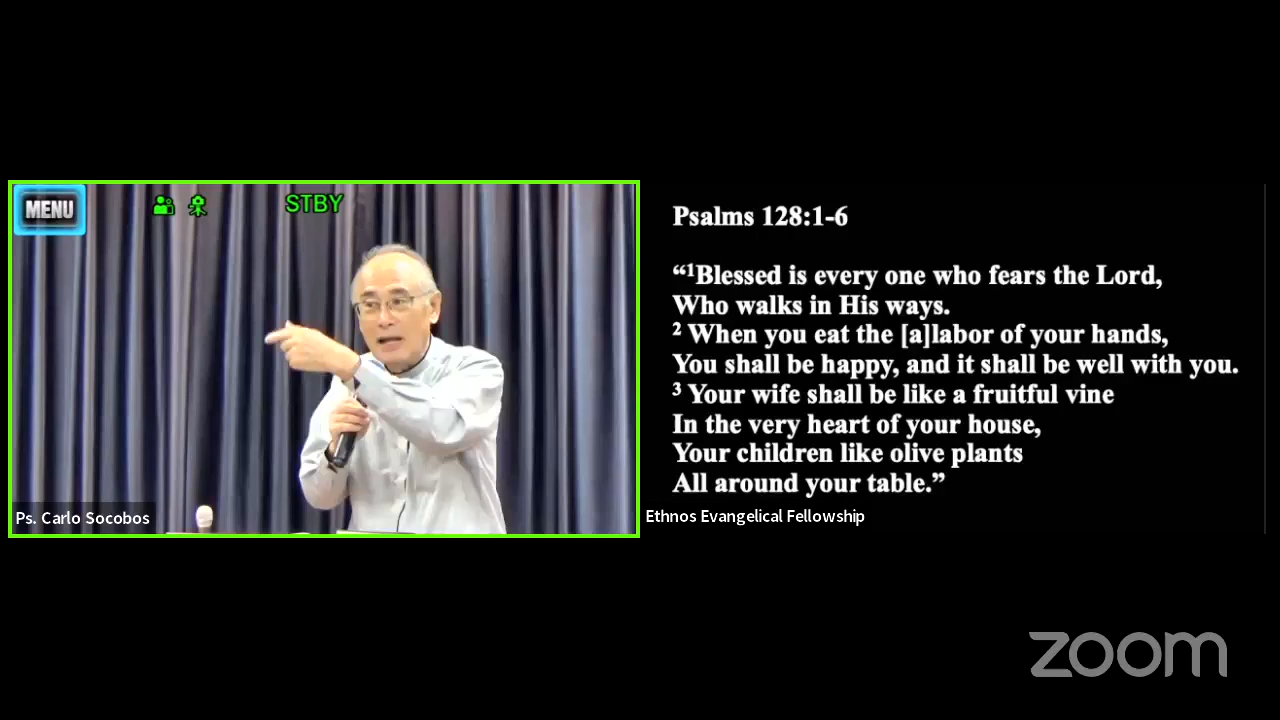 MENU
STBY
Ps. Carlo Socobos
Psalms 128:1-6
“¹Blessed is every one who fears the Lord,
Who walks in His ways.
² When you eat the [a]labor of your hands,
You shall be happy, and it shall be well with you.
³ Your wife shall be like a fruitful vine
In the very heart of your house,
Your children like olive plants
All around your table.”
Ethnos Evangelical Fellowship
zoom